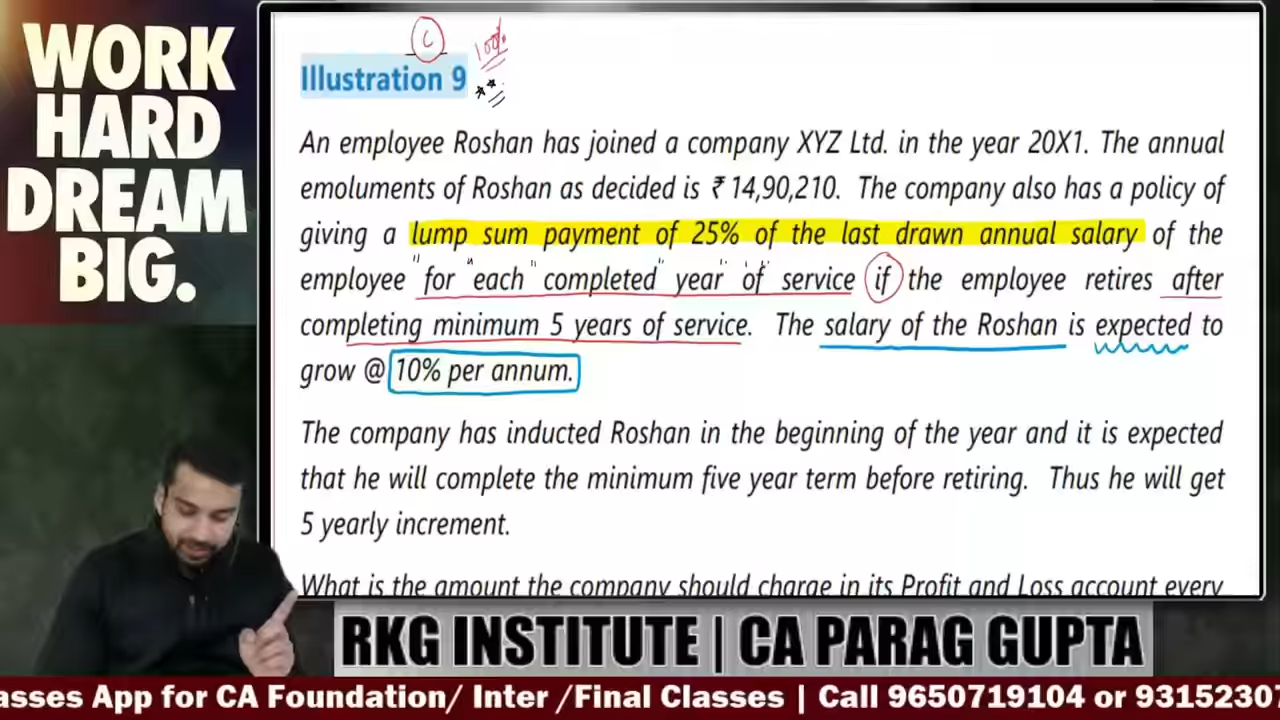 WORK
HARD
DREAM
BIG.
C
100%
Illustration 9
An employee Roshan has joined a company XYZ Ltd. in the year 20X1. The annual
emoluments of Roshan as decided is ₹ 14,90,210. The company also has a policy of
giving a lump sum payment of 25% of the last drawn annual salary of the
employee for each completed year of service if the employee retires after
completing minimum 5 years of service. The salary of the Roshan is expected to
grow @ 10% per annum.
The company has inducted Roshan in the beginning of the year and it is expected
that he will complete the minimum five year term before retiring. Thus he will get
5 yearly increment.
What is the amount the company should charge in its Profit and Loss account every
RKG INSTITUTE | CA PARAG GUPTA
asses App for CA Foundation/ Inter /Final Classes | Call 9650719104 or 93152307